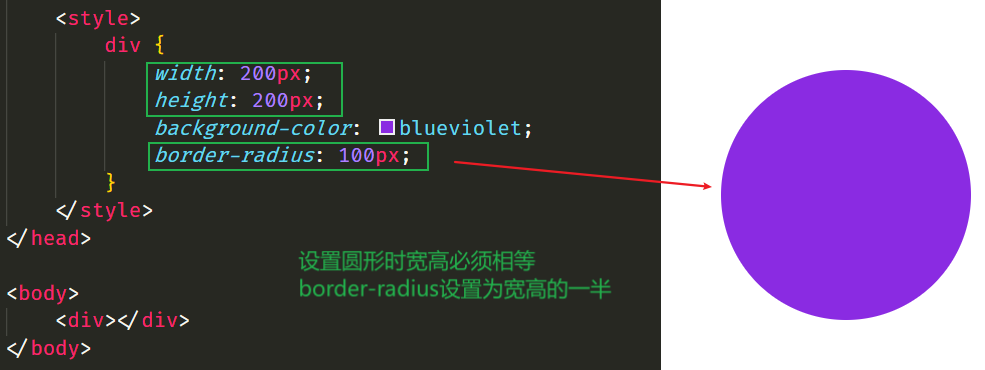 <style>
div {
width: 200px;
height: 200px;
background-color: blueviolet;
border-radius: 100px;
}
</style>
</head>
设置圆形时宽高必须相等
border-radius设置为宽高的一半
<body>
<div></div>
</body>